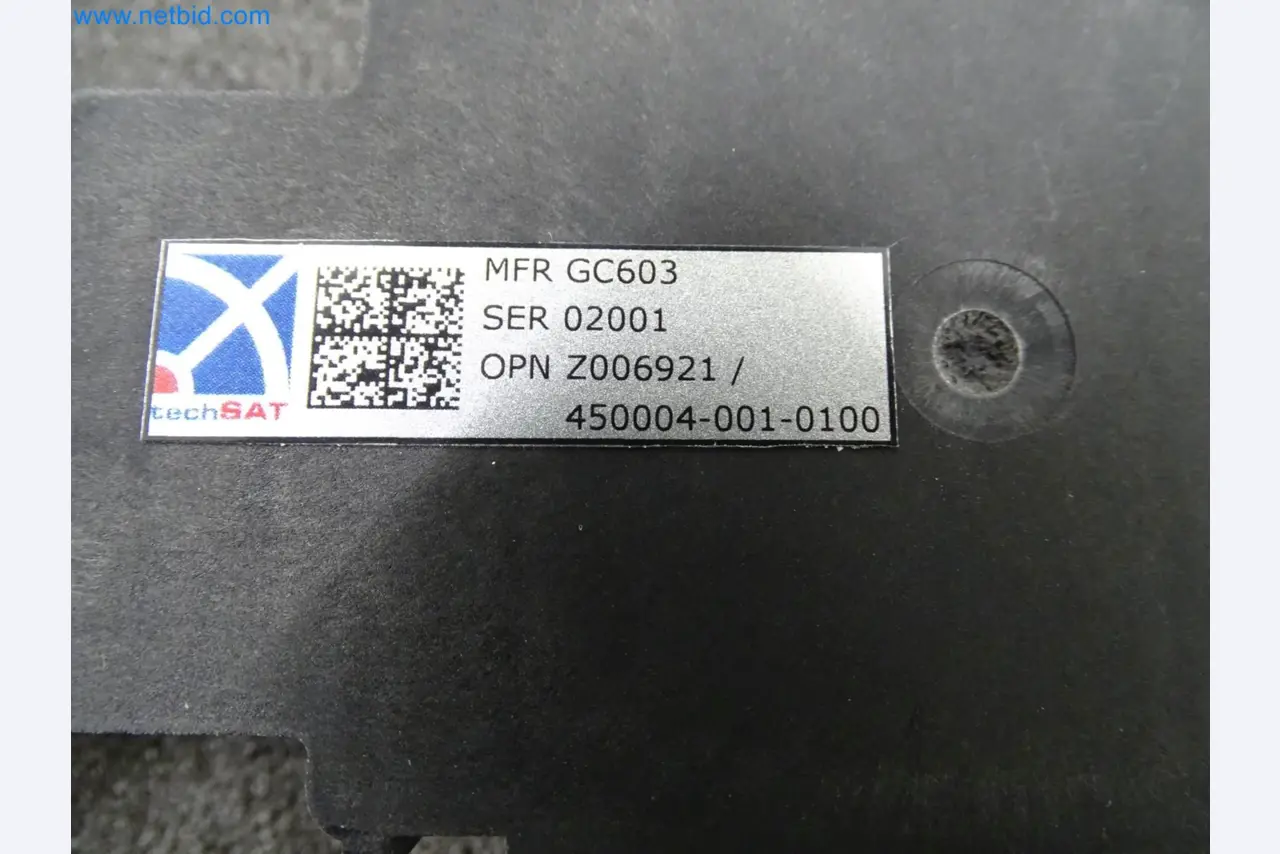 www.netbid.com
MFR GC603
SER 02001
OPN Z006921 /
450004-001-0100
techSAT